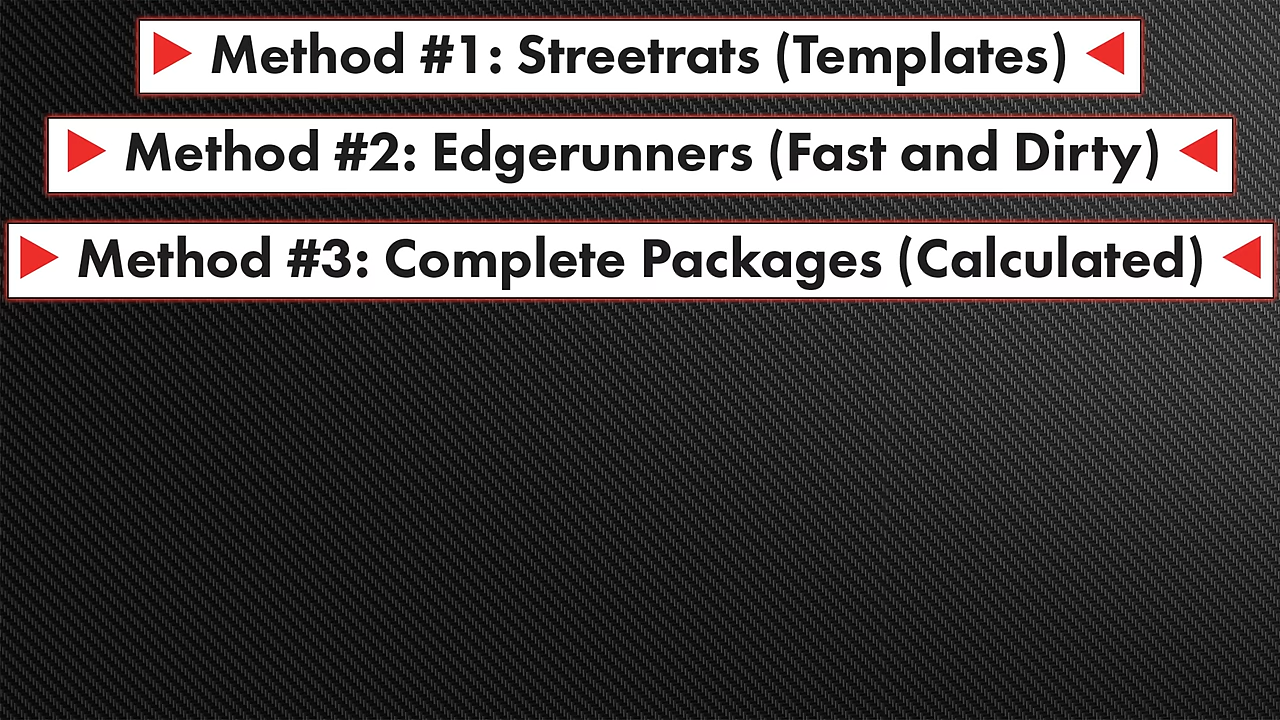 Method #1: Streetrats (Templates)
Method #2: Edgerunners (Fast and Dirty)
Method #3: Complete Packages (Calculated)